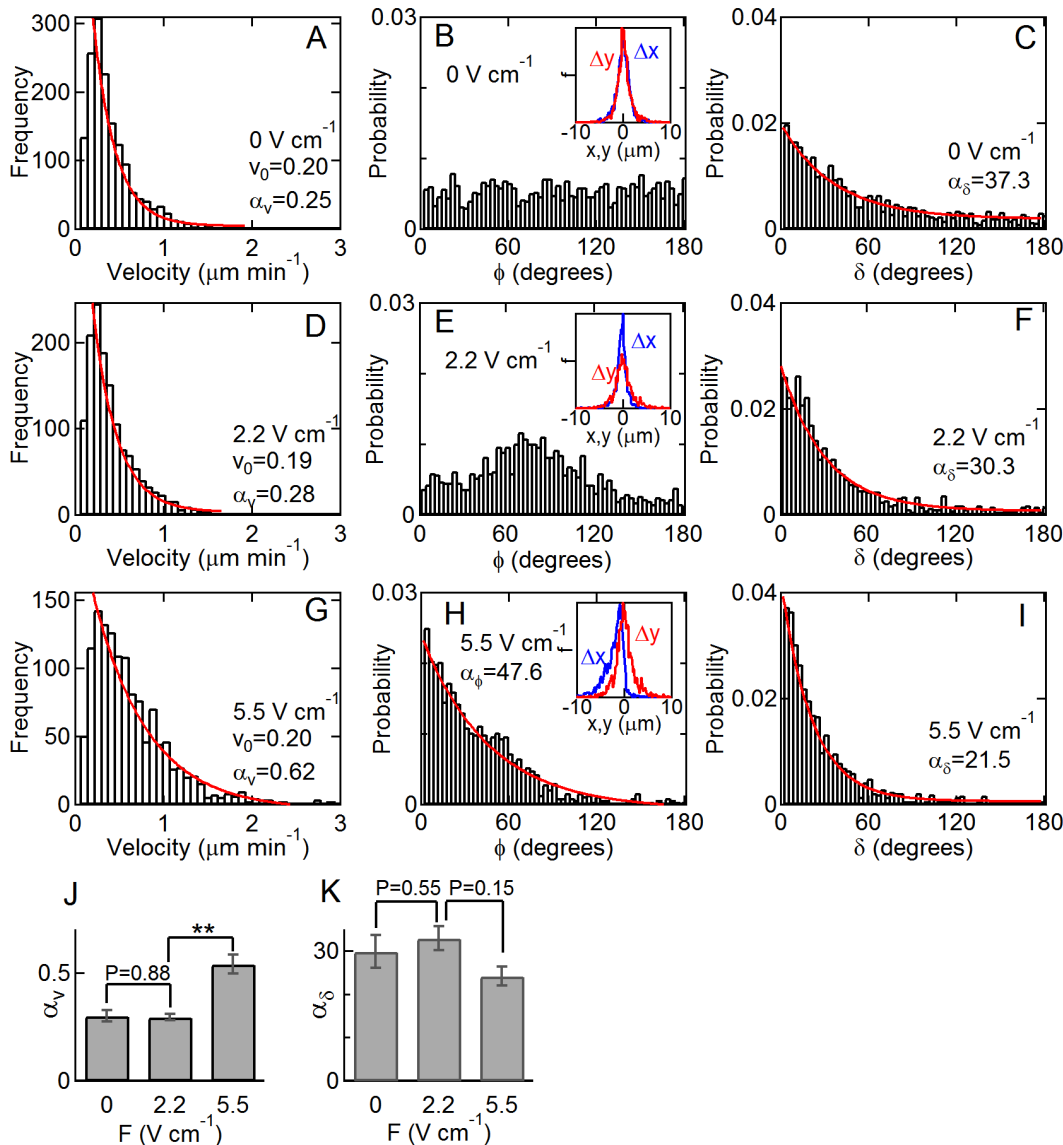 A
300
200
100
0
Frequency
0 V cm⁻¹
v₀=0.20
αᵥ=0.25
0 1 2 3
Velocity (μm min⁻¹)
B
0.03
0
Probability
0 V cm⁻¹
Δy Δx
f
-10 0 10
x,y (μm)
0 60 120 180
ϕ (degrees)
C
0.04
0.02
0
Probability
0 V cm⁻¹
α_δ=37.3
0 60 120 180
δ (degrees)
D
200
100
0
Frequency
2.2 V cm⁻¹
v₀=0.19
αᵥ=0.28
0 1 2 3
Velocity (μm min⁻¹)
E
0.03
0
Probability
2.2 V cm⁻¹
Δx
Δy
f
-10 0 10
x,y (μm)
0 60 120 180
ϕ (degrees)
F
0.04
0.02
0
Probability
2.2 V cm⁻¹
α_δ=30.3
0 60 120 180
δ (degrees)
G
150
100
50
0
Frequency
5.5 V cm⁻¹
v₀=0.20
αᵥ=0.62
0 1 2 3
Velocity (μm min⁻¹)
H
0.03
0
Probability
5.5 V cm⁻¹
α_ϕ=47.6
Δy
Δx
f
-10 0 10
x,y (μm)
0 60 120 180
ϕ (degrees)
I
0.04
0.02
0
Probability
5.5 V cm⁻¹
α_δ=21.5
0 60 120 180
δ (degrees)
J
**
P=0.88
0.5
0
αᵥ
0 2.2 5.5
F (V cm⁻¹)
K
P=0.55 P=0.15
30
0
α_δ
0 2.2 5.5
F (V cm⁻¹)